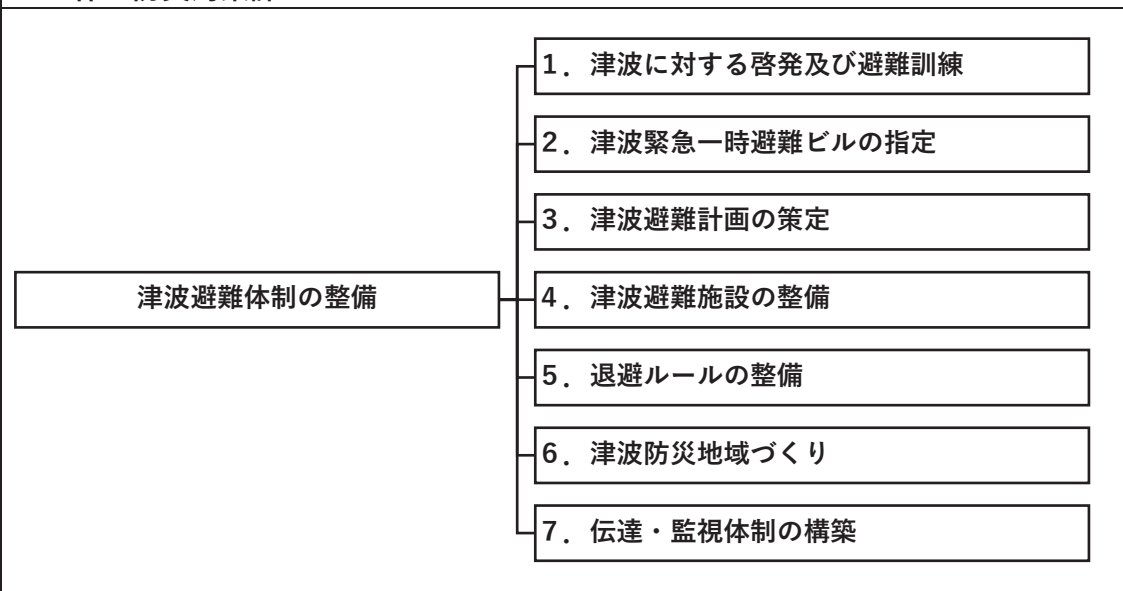 1．津波に対する啓発及び避難訓練
2．津波緊急一時避難ビルの指定
3．津波避難計画の策定
津波避難体制の整備
4．津波避難施設の整備
5．退避ルールの整備
6．津波防災地域づくり
7．伝達・監視体制の構築